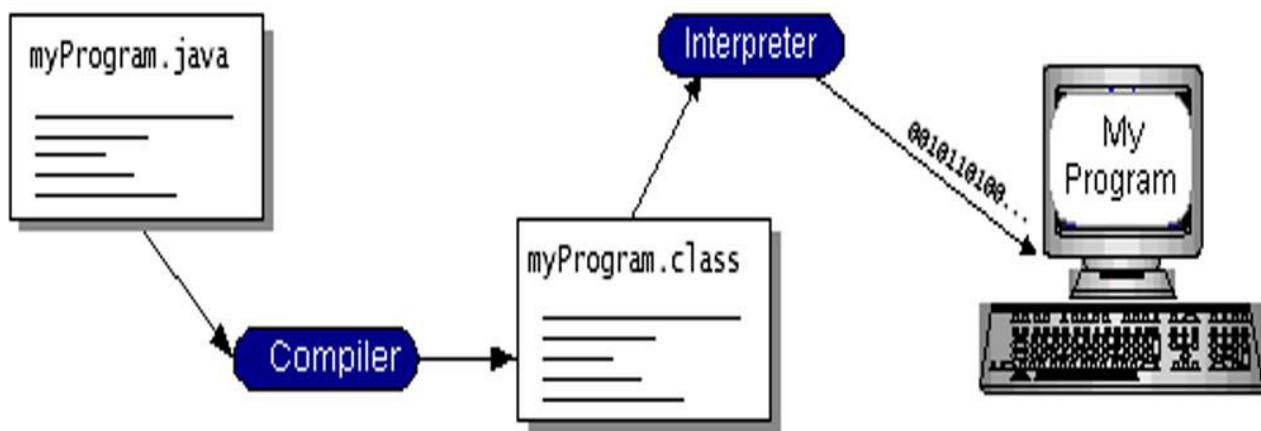 myProgram.java
Compiler
myProgram.class
Interpreter
0010110100...
My
Program